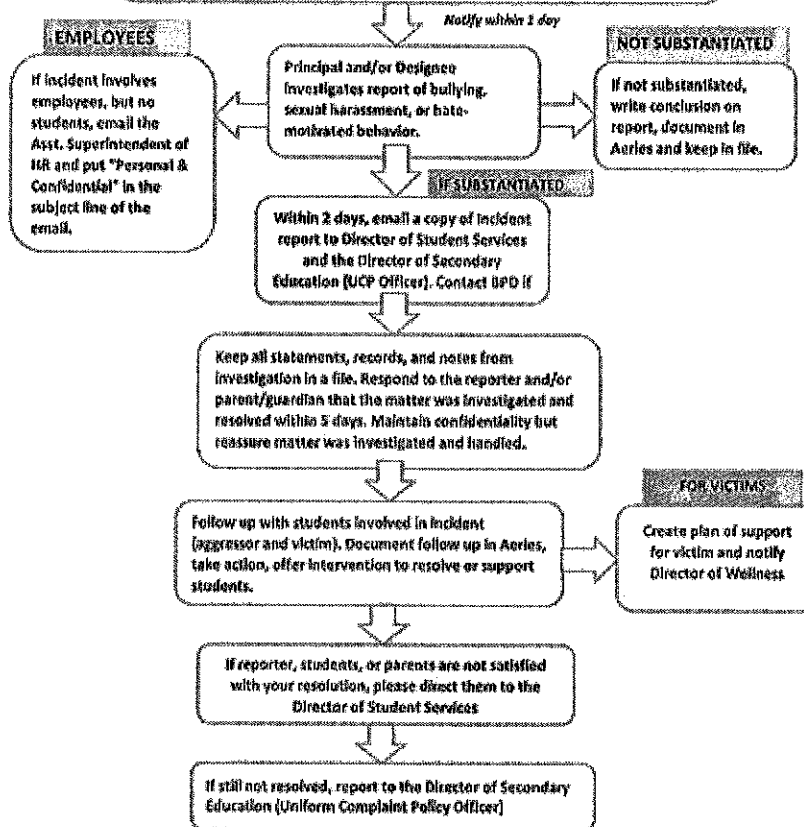 Notify within 1 day
EMPLOYEES
If incident involves
employees, but no
students, email the
Asst. Superintendent of
HR and put "Personal &
Confidential" in the
subject line of the
email.
Principal and/or Designee
investigates report of bullying,
sexual harassment, or hate-
motivated behavior.
NOT SUBSTANTIATED
If not substantiated,
write conclusion on
report, document in
Aeries and keep in file.
IF SUBSTANTIATED
Within 2 days, email a copy of incident
report to Director of Student Services
and the Director of Secondary
Education (UCP Officer). Contact BPD if
Keep all statements, records, and notes from
investigation in a file. Respond to the reporter and/or
parent/guardian that the matter was investigated and
resolved within 5 days. Maintain confidentiality but
reassure matter was investigated and handled.
Follow up with students involved in incident
(aggressor and victim). Document follow up in Aeries,
take action, offer intervention to resolve or support
students.
FOR VICTIMS
Create plan of support
for victim and notify
Director of Wellness
If reporter, students, or parents are not satisfied
with your resolution, please direct them to the
Director of Student Services
If still not resolved, report to the Director of Secondary
Education (Uniform Complaint Policy Officer)